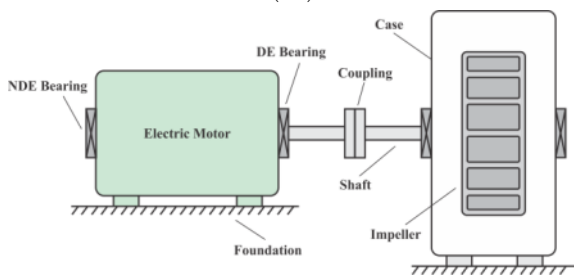 Case
DE Bearing
Coupling
NDE Bearing
Electric Motor
Shaft
Impeller
Foundation